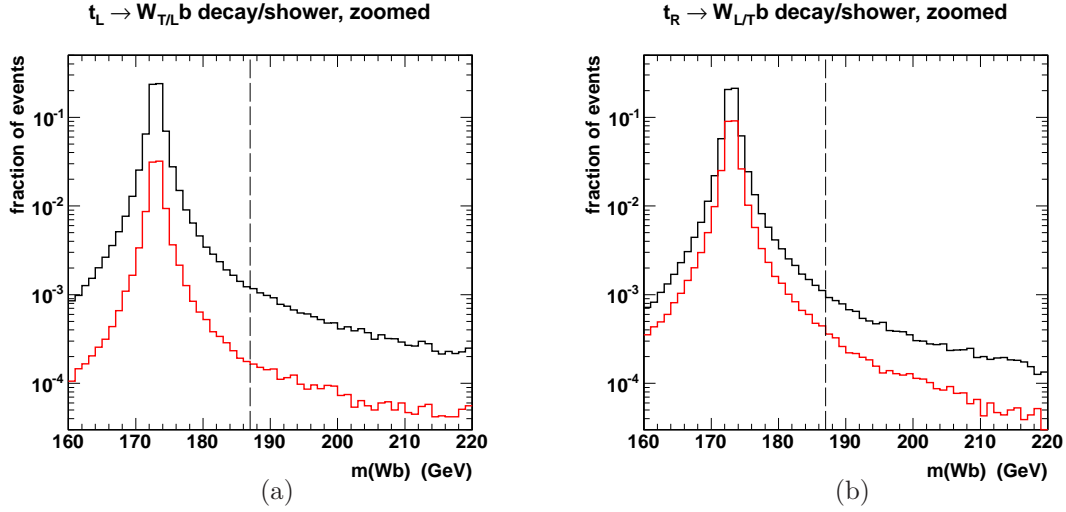 t_L → W_{T/L} b decay/shower, zoomed
fraction of events
10^{-1}
10^{-2}
10^{-3}
10^{-4}
160 170 180 190 200 210 220
m(Wb) (GeV)
(a)
t_R → W_{L/T} b decay/shower, zoomed
fraction of events
10^{-1}
10^{-2}
10^{-3}
10^{-4}
160 170 180 190 200 210 220
m(Wb) (GeV)
(b)